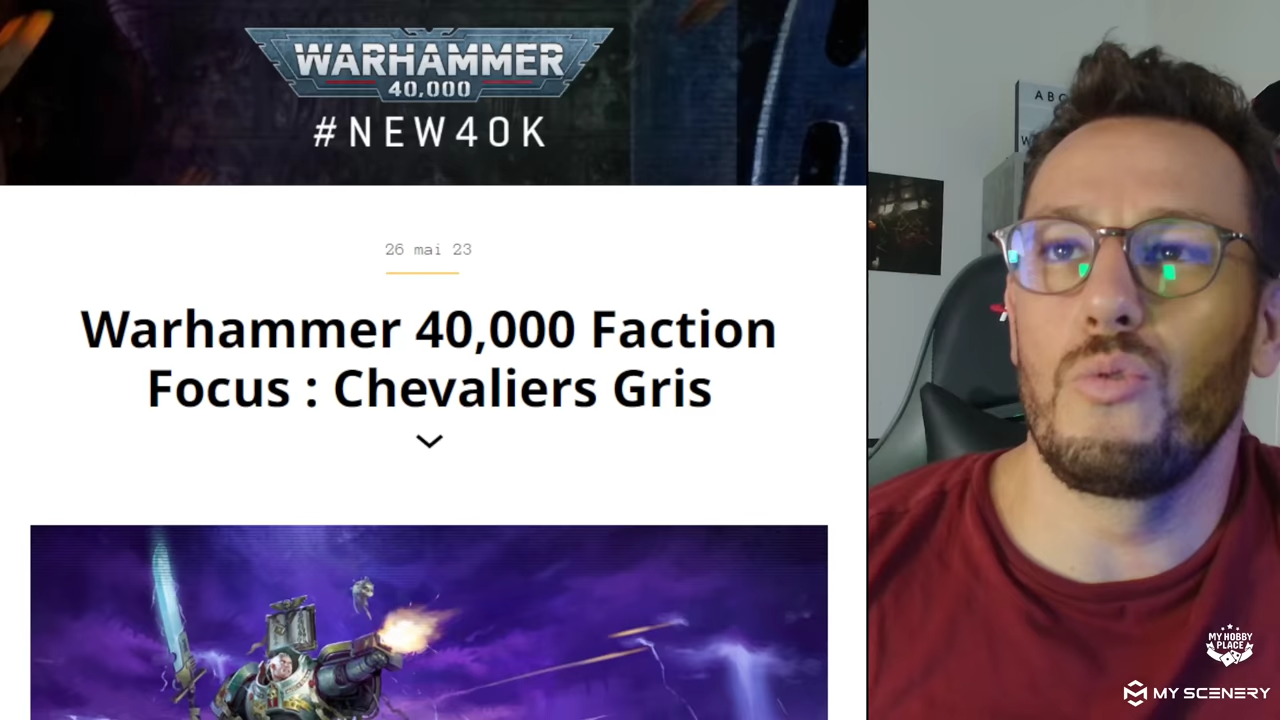 WARHAMMER
40,000
#NEW40K
26 mai 23
Warhammer 40,000 Faction
Focus : Chevaliers Gris
ABC
W
MY HOBBY
PLACE
MY SCENERY